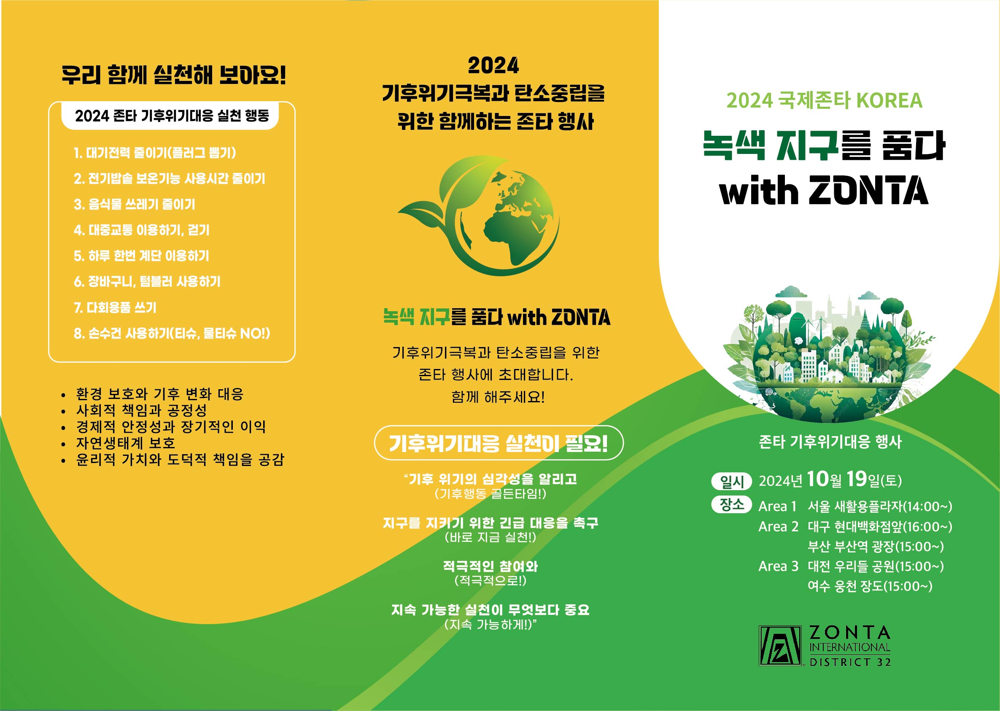 우리 함께 실천해 보아요!
2024 존타 기후위기대응 실천 행동
1. 대기전력 줄이기(플러그 뽑기)
2. 전기밥솥 보온기능 사용시간 줄이기
3. 음식물 쓰레기 줄이기
4. 대중교통 이용하기, 걷기
5. 하루 한번 계단 이용하기
6. 장바구니, 텀블러 사용하기
7. 다회용품 쓰기
8. 손수건 사용하기(티슈, 물티슈 NO!)
• 환경 보호와 기후 변화 대응
• 사회적 책임과 공정성
• 경제적 안정성과 장기적인 이익
• 자연생태계 보호
• 윤리적 가치와 도덕적 책임을 공감
2024
기후위기극복과 탄소중립을
위한 함께하는 존타 행사
녹색 지구를 품다 with ZONTA
기후위기극복과 탄소중립을 위한
존타 행사에 초대합니다.
함께 해주세요!
기후위기대응 실천이 필요!
“기후 위기의 심각성을 알리고
(기후행동 골든타임!)
지구를 지키기 위한 긴급 대응을 촉구
(바로 지금 실천!)
적극적인 참여와
(적극적으로!)
지속 가능한 실천이 무엇보다 중요
(지속 가능하게!)”
2024 국제존타 KOREA
녹색 지구를 품다
with ZONTA
존타 기후위기대응 행사
일시 2024년 10월 19일(토)
장소 Area 1 서울 새활용플라자(14:00~)
Area 2 대구 현대백화점앞(16:00~)
부산 부산역 광장(15:00~)
Area 3 대전 우리들 공원(15:00~)
여수 웅천 장도(15:00~)
ZONTA
INTERNATIONAL
DISTRICT 32